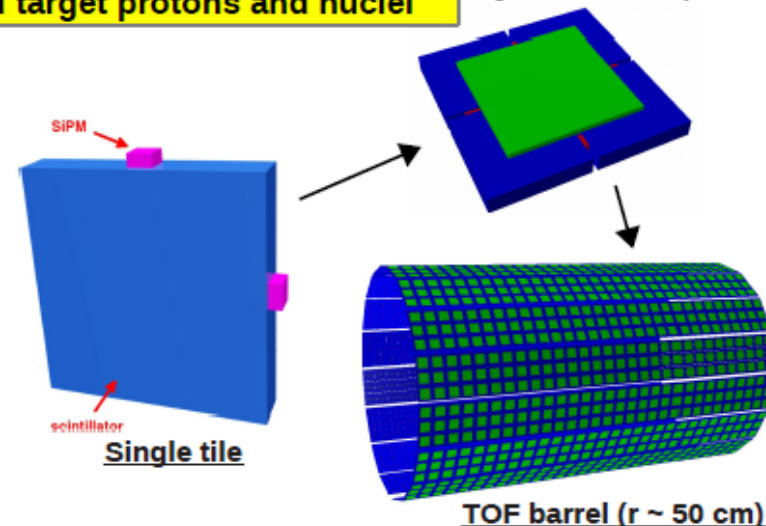 target protons and nuclei
SiPM
scintillator
Single tile
TOF barrel (r ~ 50 cm)